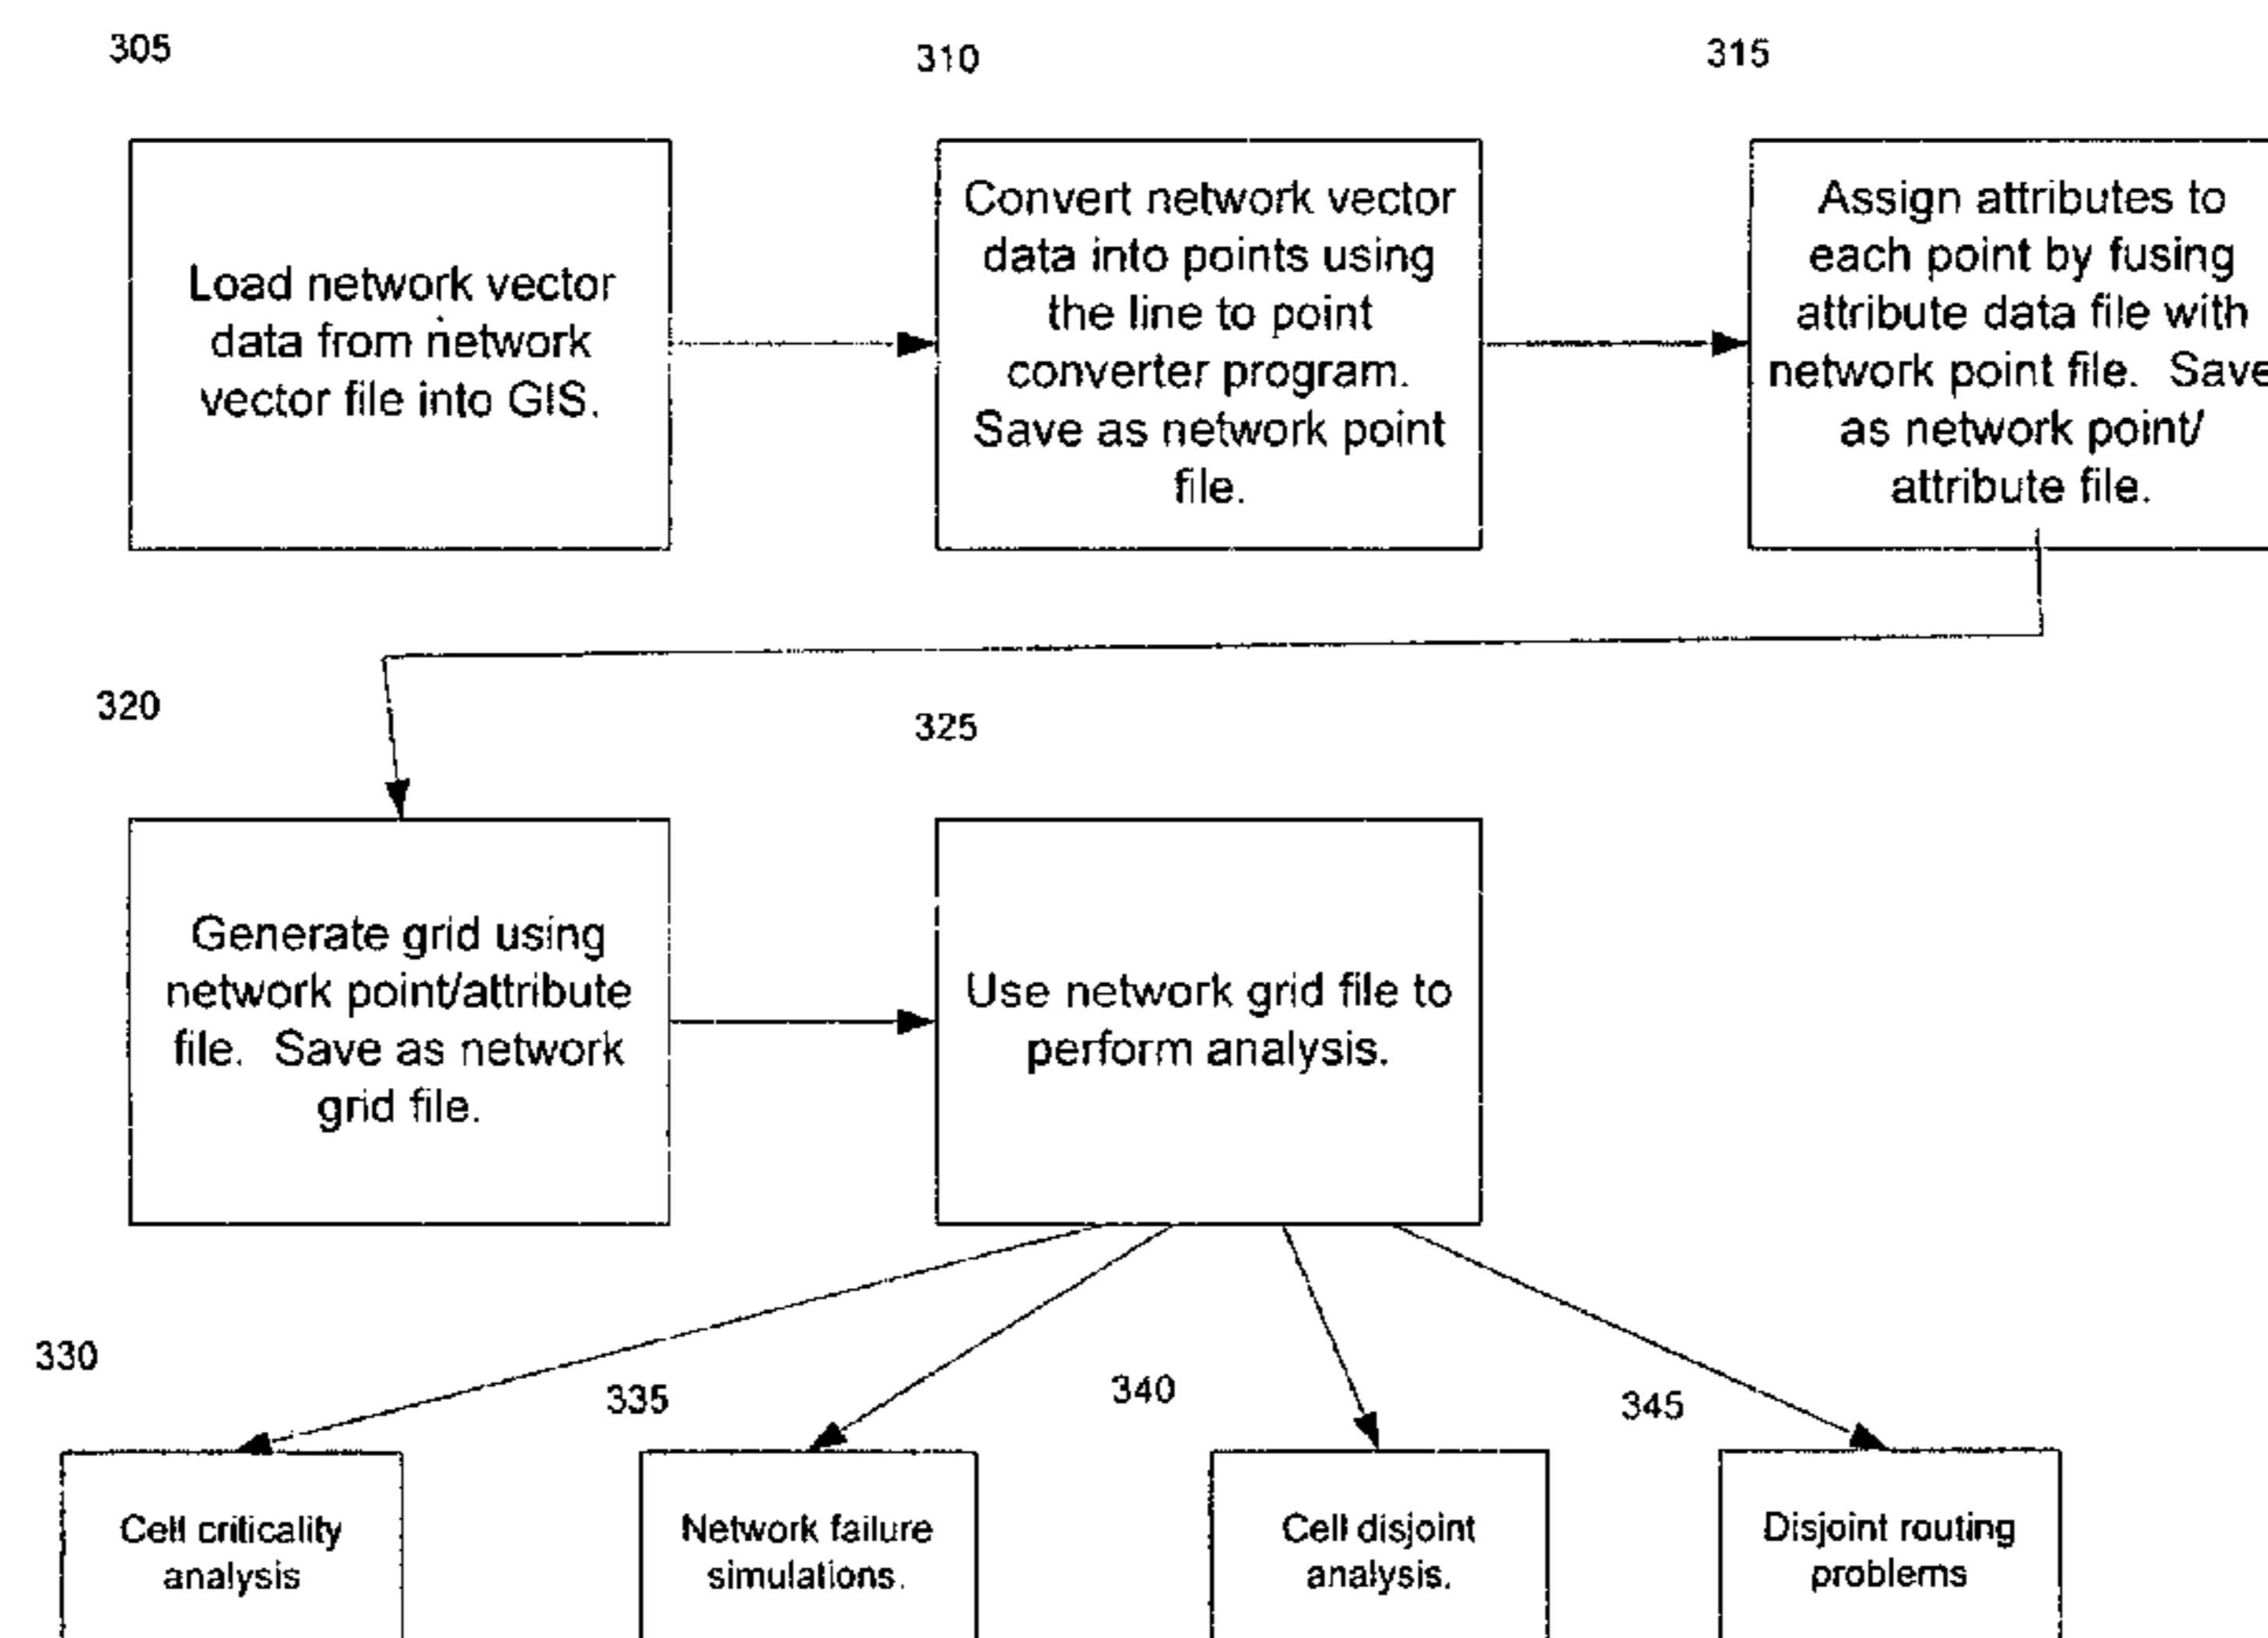 305
310
315
Load network vector
data from network
vector file into GIS.
Convert network vector
data into points using
the line to point
converter program.
Save as network point
file.
Assign attributes to
each point by fusing
attribute data file with
network point file. Save
as network point/
attribute file.
320
325
Generate grid using
network point/attribute
file. Save as network
grid file.
Use network grid file to
perform analysis.
330
335
340
345
Cell criticality
analysis
Network failure
simulations.
Cell disjoint
analysis.
Disjoint routing
problems